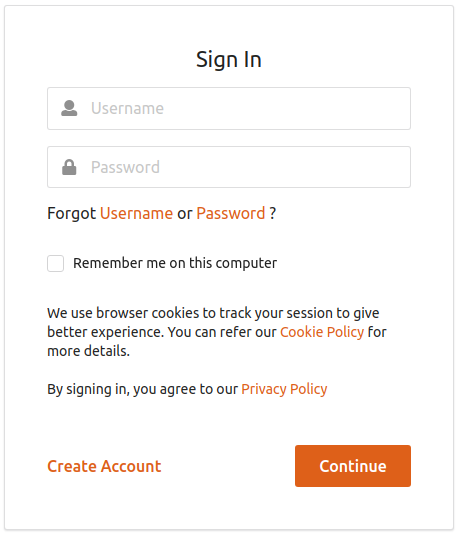 Sign In
Username
Password
Forgot Username or Password ?
Remember me on this computer
We use browser cookies to track your session to give
better experience. You can refer our Cookie Policy for
more details.
By signing in, you agree to our Privacy Policy
Create Account
Continue